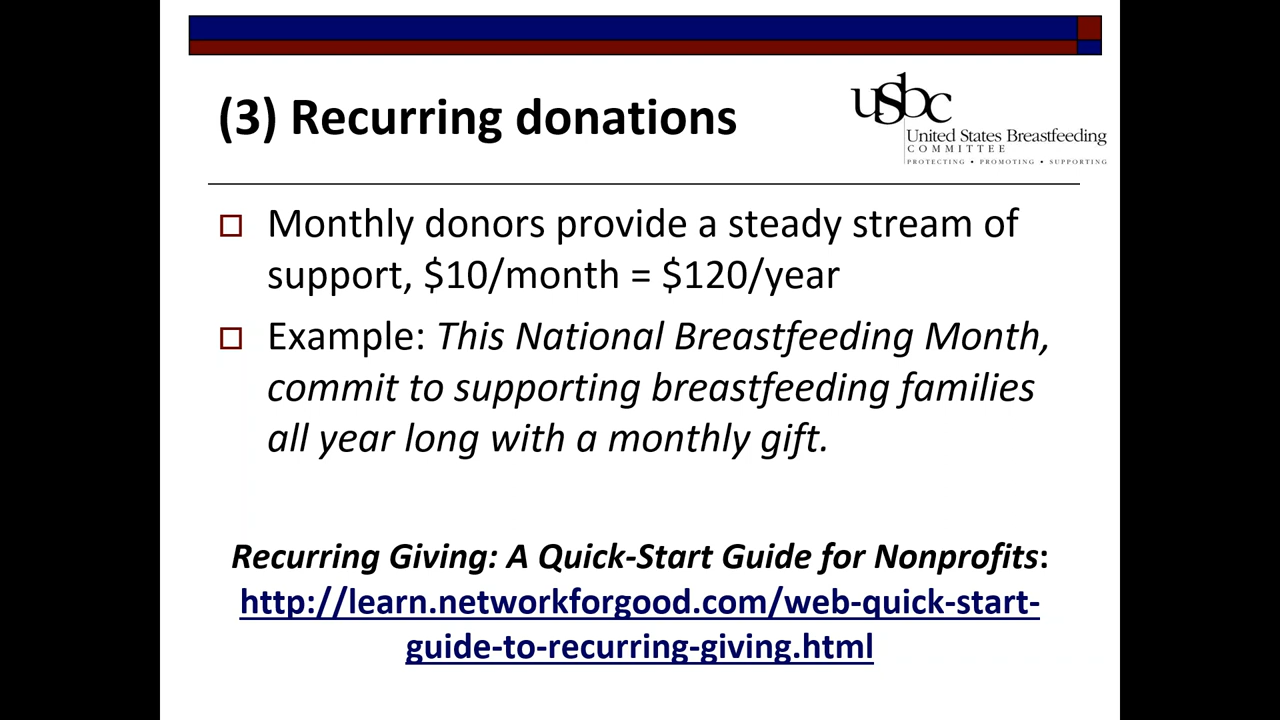 (3) Recurring donations
usbc
United States Breastfeeding
COMMITTEE
PROTECTING • PROMOTING • SUPPORTING
Monthly donors provide a steady stream of
support, $10/month = $120/year
Example: This National Breastfeeding Month,
commit to supporting breastfeeding families
all year long with a monthly gift.
Recurring Giving: A Quick-Start Guide for Nonprofits:
http://learn.networkforgood.com/web-quick-start-
guide-to-recurring-giving.html